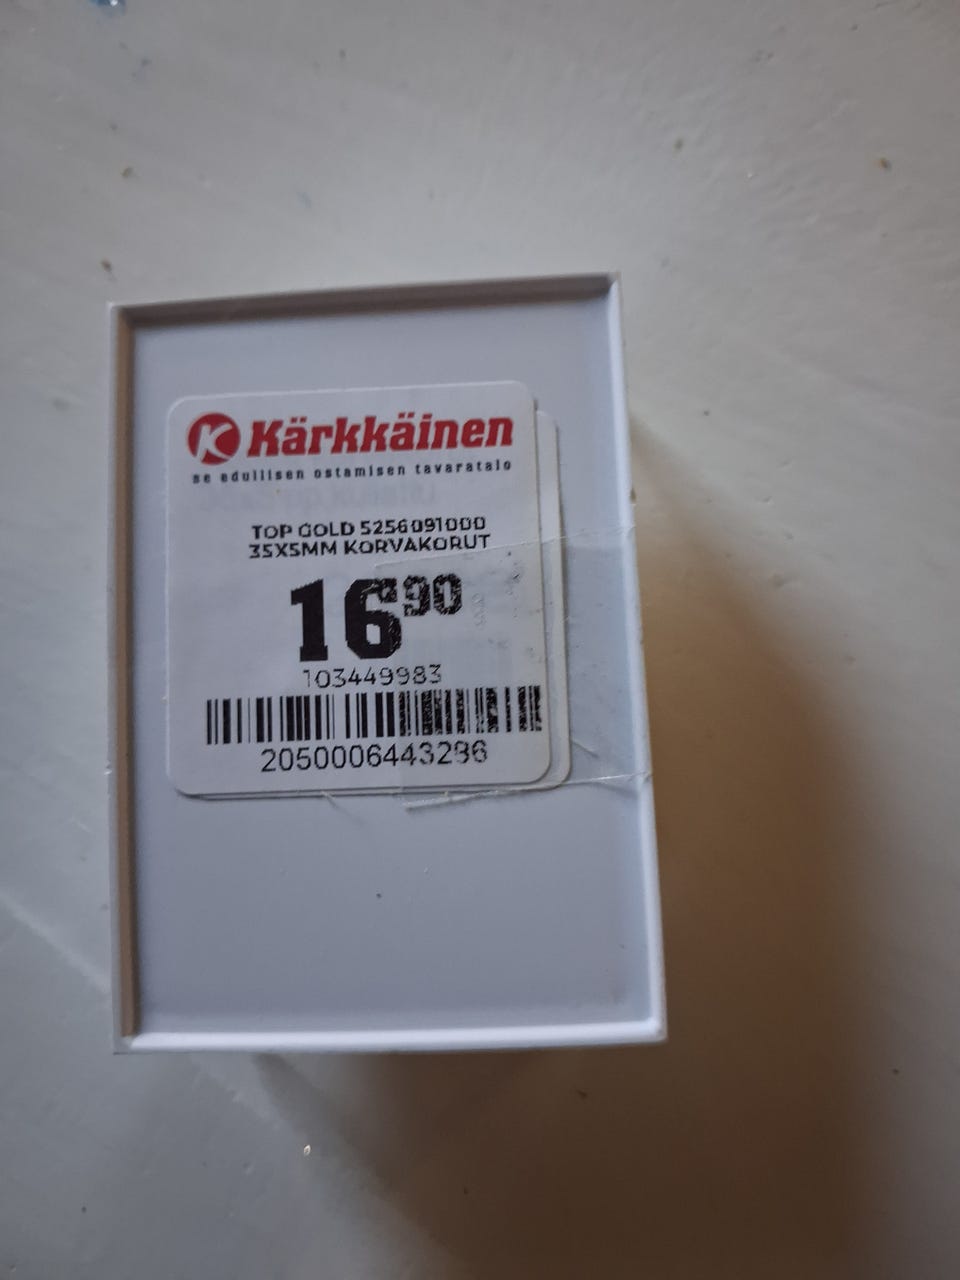 K Kärkkäinen
se edullisen ostamisen tavaratalo
TOP GOLD 5256091000
35X5MM KORVAKORUT
16⁹⁰
103449983
2050006443286